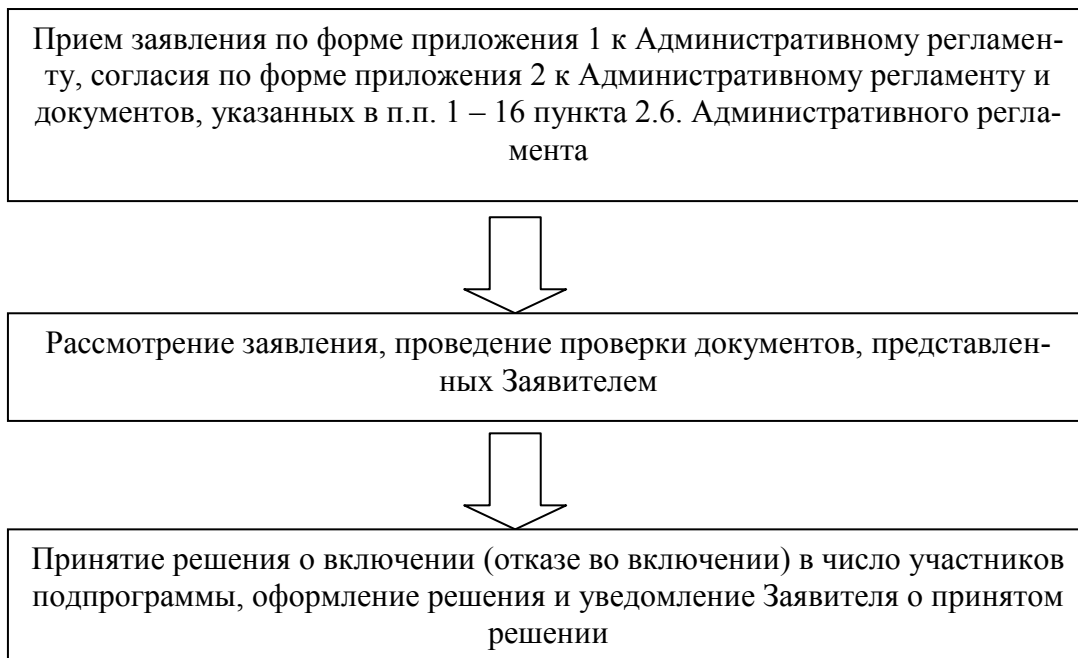 Прием заявления по форме приложения 1 к Административному регламен-
ту, согласия по форме приложения 2 к Административному регламенту и
документов, указанных в п.п. 1 – 16 пункта 2.6. Административного регла-
мента
Рассмотрение заявления, проведение проверки документов, представлен-
ных Заявителем
Принятие решения о включении (отказе во включении) в число участников
подпрограммы, оформление решения и уведомление Заявителя о принятом
решении